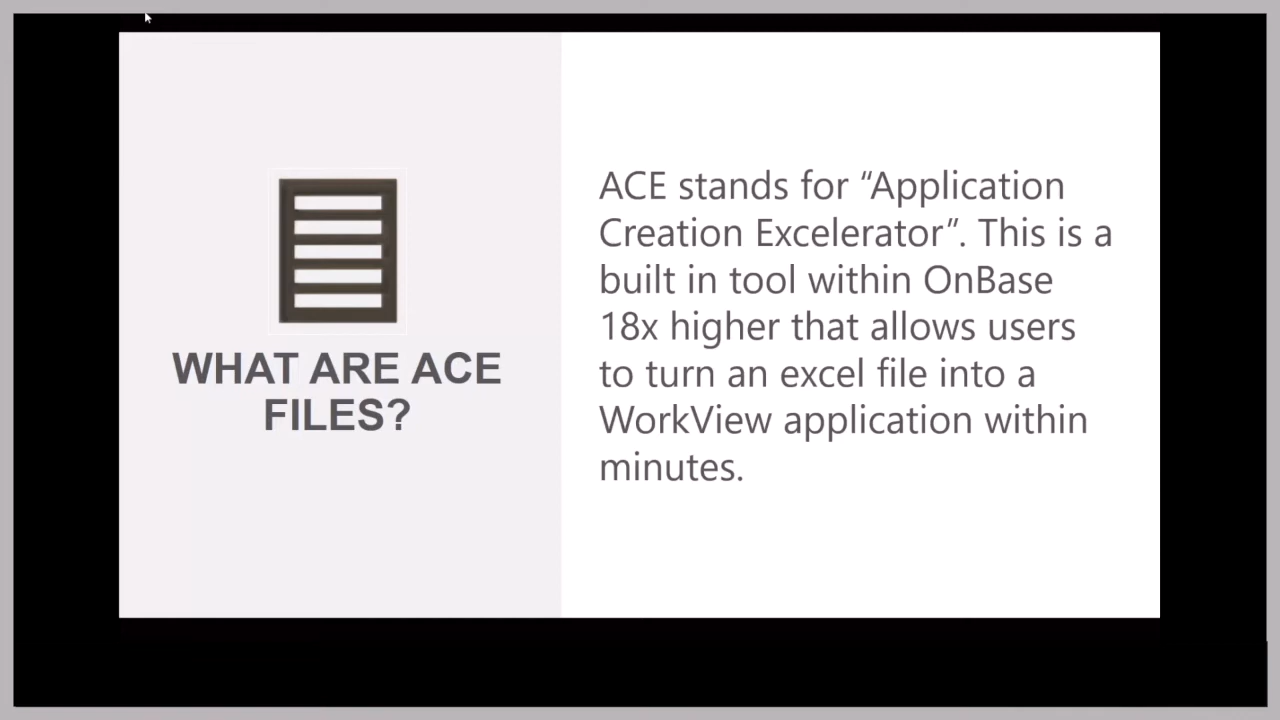 WHAT ARE ACE
FILES?
ACE stands for “Application
Creation Excelerator”. This is a
built in tool within OnBase
18x higher that allows users
to turn an excel file into a
WorkView application within
minutes.